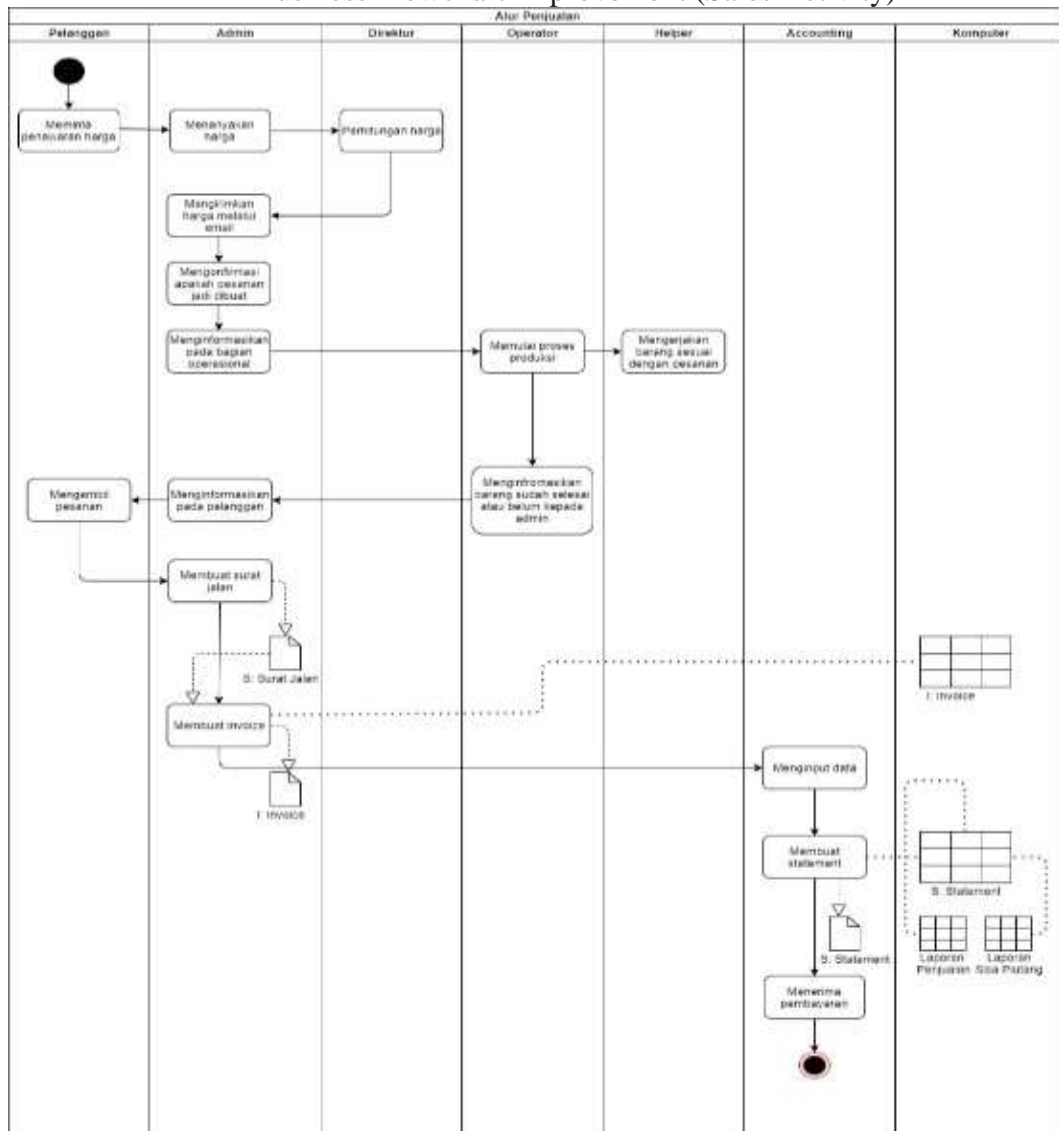 Alur Penjualan
Pelanggan
Admin
Direktur
Operator
Helper
Accounting
Komputer
Meminta
penawaran harga
Menanyakan
harga
Perhitungan harga
Mengirimkan
harga melalui
email
Mengonfirmasi
apakah pesanan
jadi dibuat
Menginformasikan
pada bagian
operasional
Memulai proses
produksi
Mengerjakan
barang sesuai
dengan pesanan
Mengambil
pesanan
Menginformasikan
pada pelanggan
Menginfromasikan
barang sudah selesai
atau belum kepada
admin
Membuat surat
jalan
S: Surat Jalan
I: Invoice
Membuat invoice
Menginput data
I: Invoice
Membuat
statement
S: Statement
S: Statement
Laporan
Penjualan
Laporan
Sisa Piutang
Menerima
pembayaran